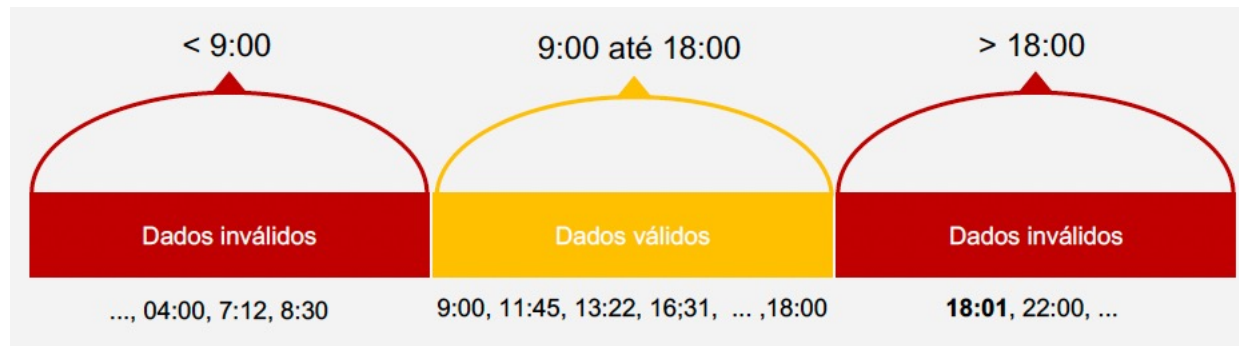 < 9:00
9:00 até 18:00
> 18:00
Dados inválidos
Dados válidos
Dados inválidos
..., 04:00, 7:12, 8:30
9:00, 11:45, 13:22, 16;31, ... ,18:00
18:01, 22:00, ...